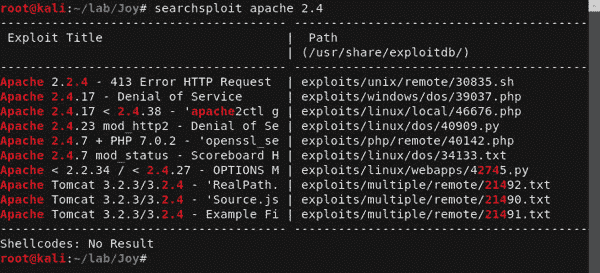 root@kali:~/lab/Joy# searchsploit apache 2.4
--------------------------------------- ----------------------------------------
 Exploit Title | Path
 | (/usr/share/exploitdb/)
--------------------------------------- ----------------------------------------
Apache 2.2.4 - 413 Error HTTP Request | exploits/unix/remote/30835.sh
Apache 2.4.17 - Denial of Service | exploits/windows/dos/39037.php
Apache 2.4.17 < 2.4.38 - 'apache2ctl g | exploits/linux/local/46676.php
Apache 2.4.23 mod_http2 - Denial of Se | exploits/linux/dos/40909.py
Apache 2.4.7 + PHP 7.0.2 - 'openssl_se | exploits/php/remote/40142.php
Apache 2.4.7 mod_status - Scoreboard H | exploits/linux/dos/34133.txt
Apache < 2.2.34 / < 2.4.27 - OPTIONS M | exploits/linux/webapps/42745.py
Apache Tomcat 3.2.3/3.2.4 - 'RealPath. | exploits/multiple/remote/21492.txt
Apache Tomcat 3.2.3/3.2.4 - 'Source.js | exploits/multiple/remote/21490.txt
Apache Tomcat 3.2.3/3.2.4 - Example Fi | exploits/multiple/remote/21491.txt
--------------------------------------- ----------------------------------------
Shellcodes: No Result
root@kali:~/lab/Joy#